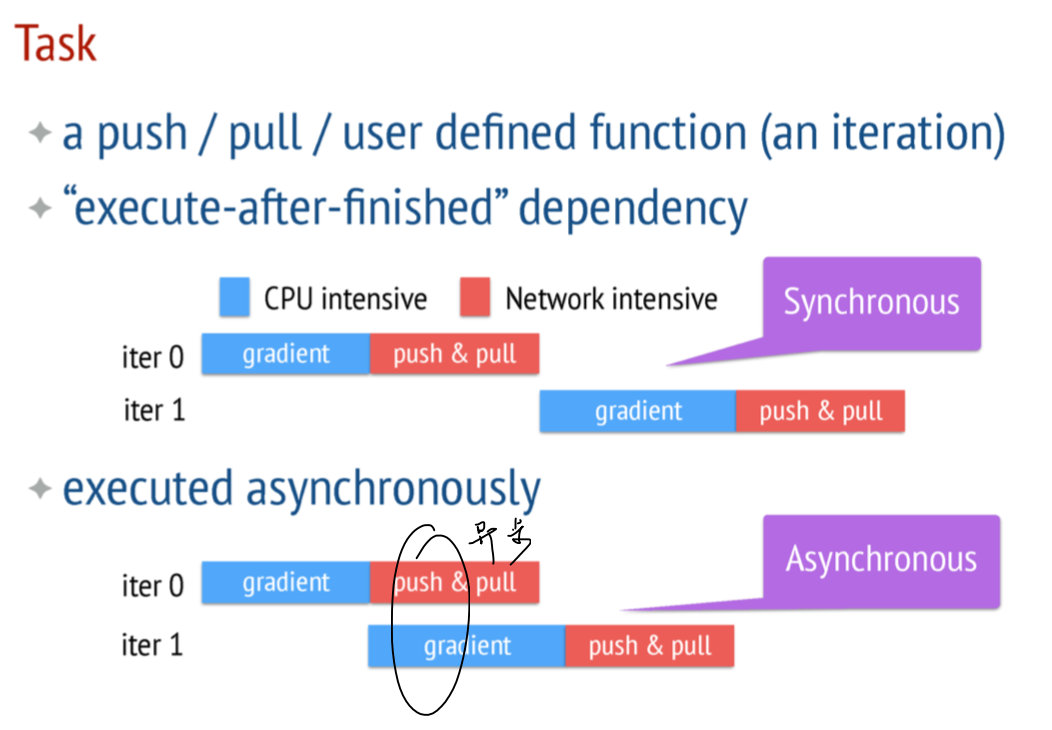 Task
a push / pull / user defined function (an iteration)
“execute-after-finished” dependency
CPU intensive
Network intensive
Synchronous
iter 0
gradient
push & pull
iter 1
gradient
push & pull
executed asynchronously
异步
Asynchronous
iter 0
gradient
push & pull
iter 1
gradient
push & pull